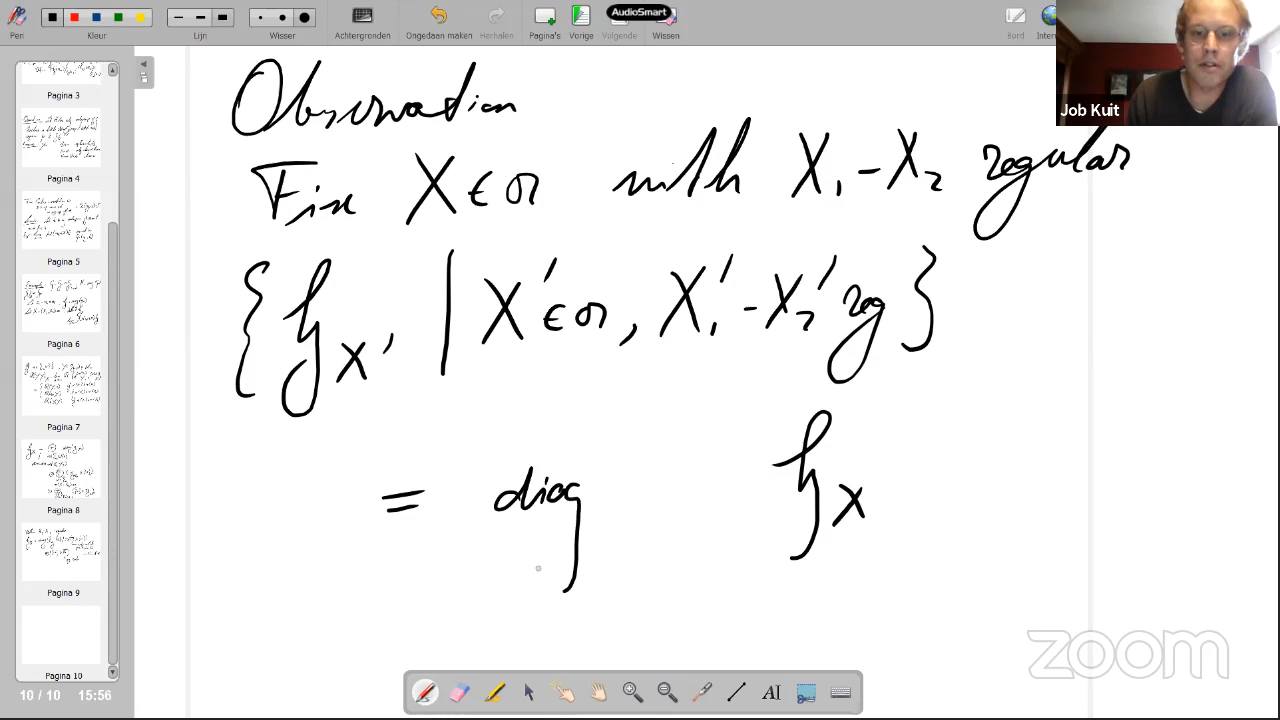 Pen Kleur Lijn Wisser Achtergronden Ongedaan maken Herhalen Pagina's Vorige Volgende Wissen Bord
AudioSmart
Job Kuit
Pagina 3
Pagina 4
Pagina 5
Pagina 6
Pagina 7
Pagina 8
Pagina 9
Pagina 10
10 / 10 15:56
Observation
Fix X ∈ 𝔞 with X₁ - X₂ regular
{ 𝔥_X' | X' ∈ 𝔞, X₁' - X₂' reg }
= diag 𝔥_X
AI
zoom